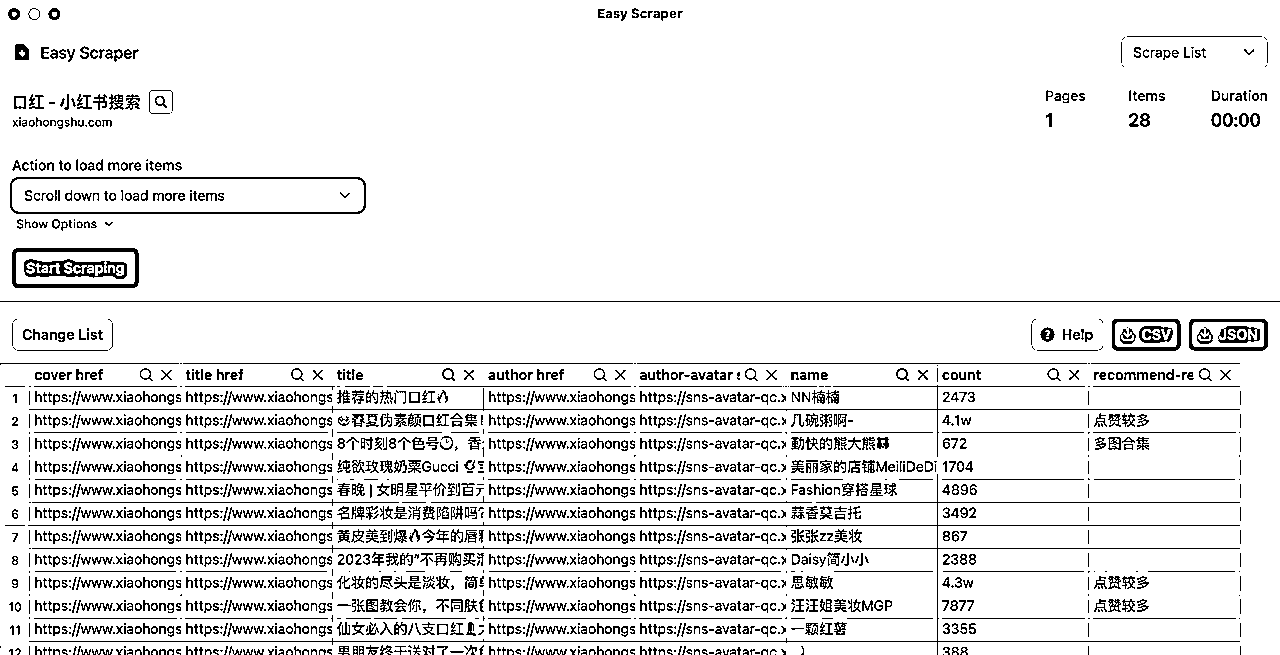 Easy Scraper
Easy Scraper
Scrape List
口红 - 小红书搜索
xiaohongshu.com
Pages Items Duration
1 28 00:00
Action to load more items
Scroll down to load more items
Show Options
Start Scraping
Change List
Help CSV JSON
cover href title href title author href author-avatar name count recommend-re
1 https://www.xiaohongs https://www.xiaohongs 推荐的热门口红🔥 https://www.xiaohongs https://sns-avatar-qc.x NN楠楠 2473
2 https://www.xiaohongs https://www.xiaohongs 春夏伪素颜口红合集! https://www.xiaohongs https://sns-avatar-qc.x 几碗粥啊- 4.1w 点赞较多
3 https://www.xiaohongs https://www.xiaohongs 8个时刻8个色号🕒，香 https://www.xiaohongs https://sns-avatar-qc.x 勤快的熊大熊 672 多图合集
4 https://www.xiaohongs https://www.xiaohongs 纯欲玫瑰奶栗Gucci https://www.xiaohongs https://sns-avatar-qc.x 美丽家的店铺MeiliDeDi 1704
5 https://www.xiaohongs https://www.xiaohongs 春晚 | 女明星平价到百元 https://www.xiaohongs https://sns-avatar-qc.x Fashion穿搭星球 4896
6 https://www.xiaohongs https://www.xiaohongs 名牌彩妆是消费陷阱吗? https://www.xiaohongs https://sns-avatar-qc.x 蒜香莫吉托 3492
7 https://www.xiaohongs https://www.xiaohongs 黄皮美到爆🔥今年的唇 https://www.xiaohongs https://sns-avatar-qc.x 张张zz美妆 867
8 https://www.xiaohongs https://www.xiaohongs 2023年我的"不再购买 https://www.xiaohongs https://sns-avatar-qc.x Daisy简小小 2388
9 https://www.xiaohongs https://www.xiaohongs 化妆的尽头是淡妆，简单 https://www.xiaohongs https://sns-avatar-qc.x 思敏敏 4.3w 点赞较多
10 https://www.xiaohongs https://www.xiaohongs 一张图教会你，不同肤色 https://www.xiaohongs https://sns-avatar-qc.x 汪汪姐美妆MGP 7877 点赞较多
11 https://www.xiaohongs https://www.xiaohongs 仙女必入的八支口红💄 https://www.xiaohongs https://sns-avatar-qc.x 一颗红薯 3355
12 https://www.xiaohongs https://www.xiaohongs 男朋友终于送对了一次 https://www.xiaohongs https://sns-avatar-qc.x 388